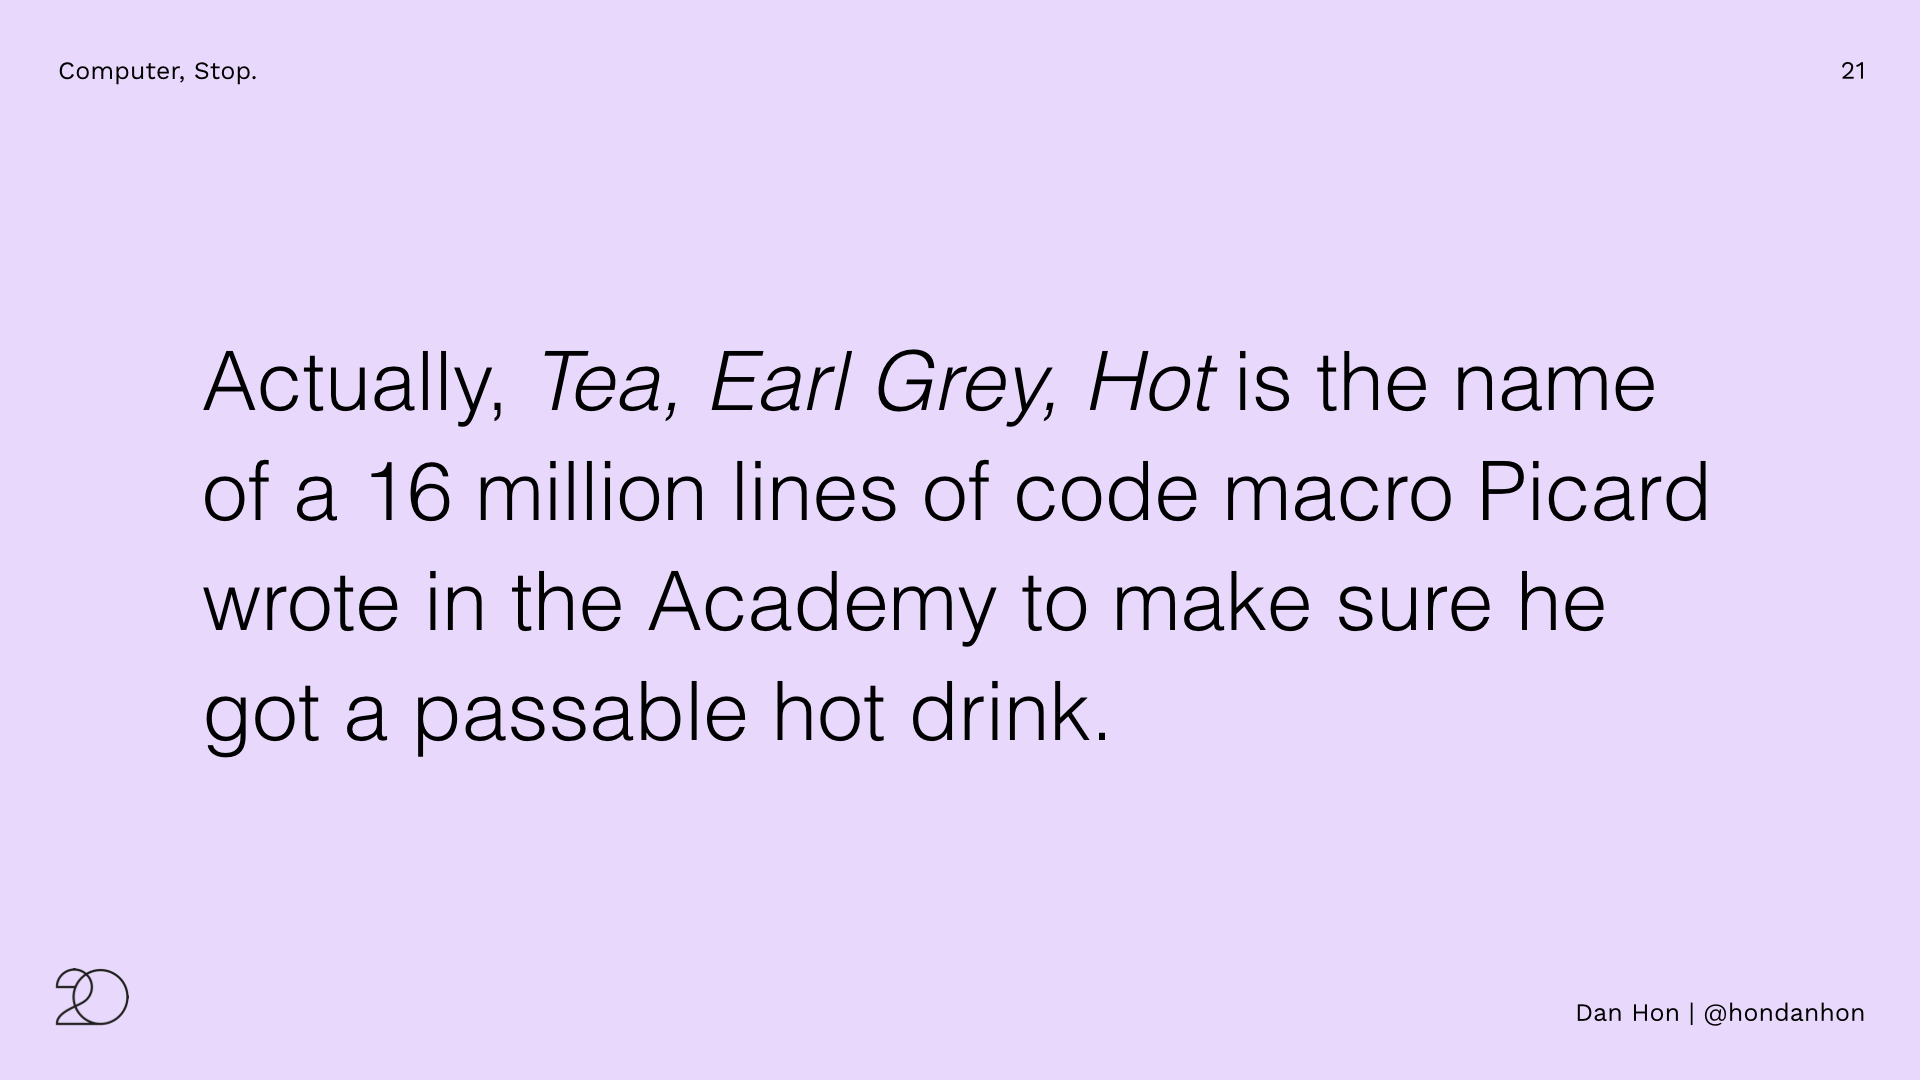 Computer, Stop.
21
Actually, Tea, Earl Grey, Hot is the name
of a 16 million lines of code macro Picard
wrote in the Academy to make sure he
got a passable hot drink.
20
Dan Hon | @hondanhon